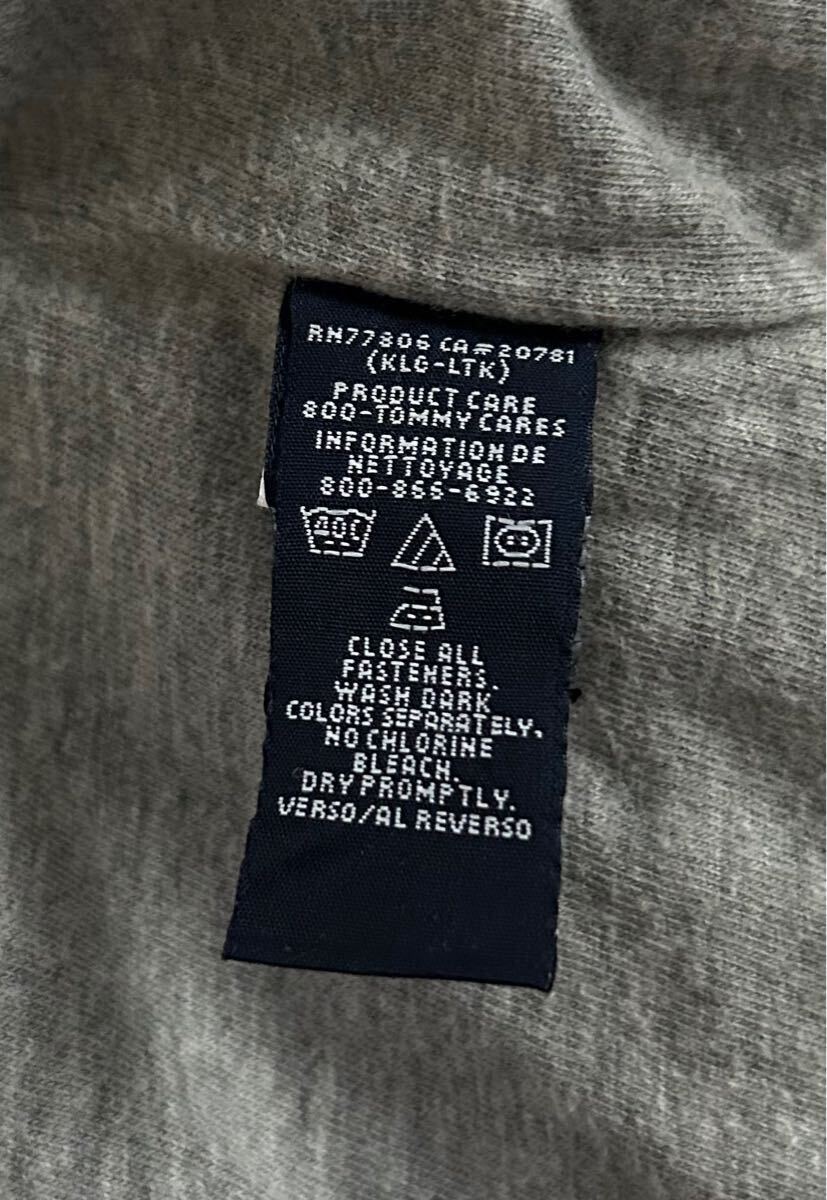 RN77806 CA#20781
(KLG-LTK)
PRODUCT CARE
800-TOMMY CARES
INFORMATION DE
NETTOYAGE
800-866-6922
40C
CLOSE ALL
FASTENERS.
WASH DARK
COLORS SEPARATELY.
NO CHLORINE
BLEACH.
DRY PROMPTLY.
VERSO/AL REVERSO